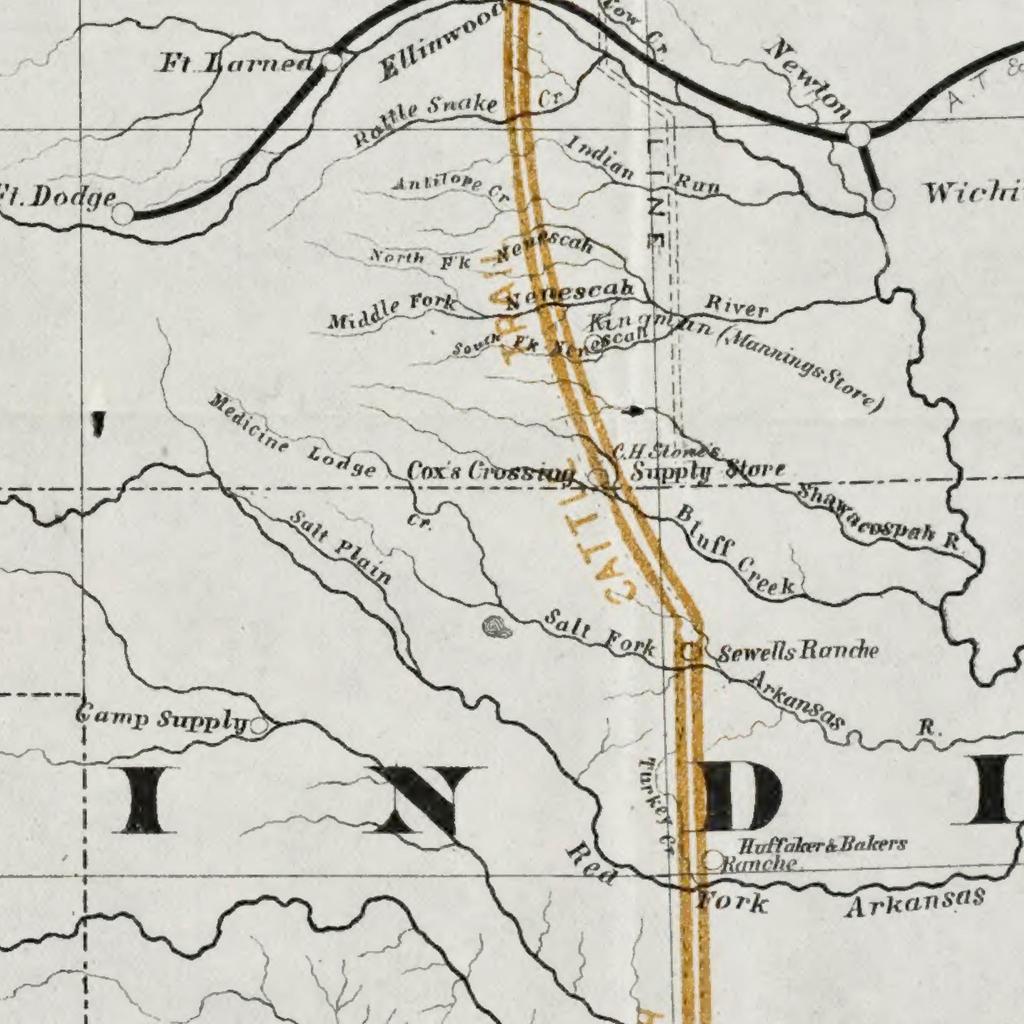 Cow Cr.
Ellinwood
Ft. Larned
Newton
A. T. &
Rattle Snake Cr
Indian Run
LINE
Antilope Cr.
Ft. Dodge
Wichi
North F'k Nenescah
Middle Fork Nenescah River
TRAIL
Kingman (Mannings Store)
South F'k Nenescah
Medicine Lodge Cr.
Cox's Crossing
C.H. Stone's
Supply Store
Shawacospah R.
CATTLE
Bluff Creek
Salt Plain
Salt Fork Arkansas R.
Sewells Ranche
Camp Supply
INDI
Turkey Cr.
Huffaker & Bakers
Ranche.
Red Fork Arkansas